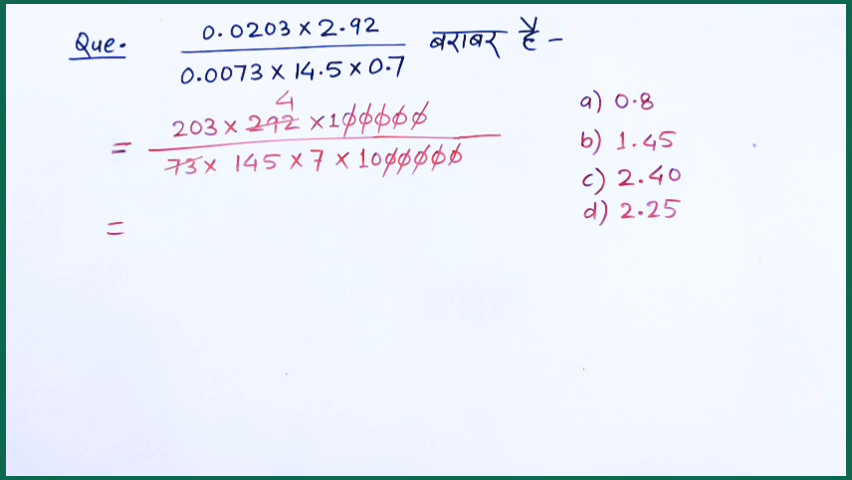 Que. 0.0203 x 2.92 / 0.0073 x 14.5 x 0.7 बराबर है -
4
= 203 x 292 x 100000 / 73 x 145 x 7 x 1000000
=
a) 0.8
b) 1.45
c) 2.40
d) 2.25